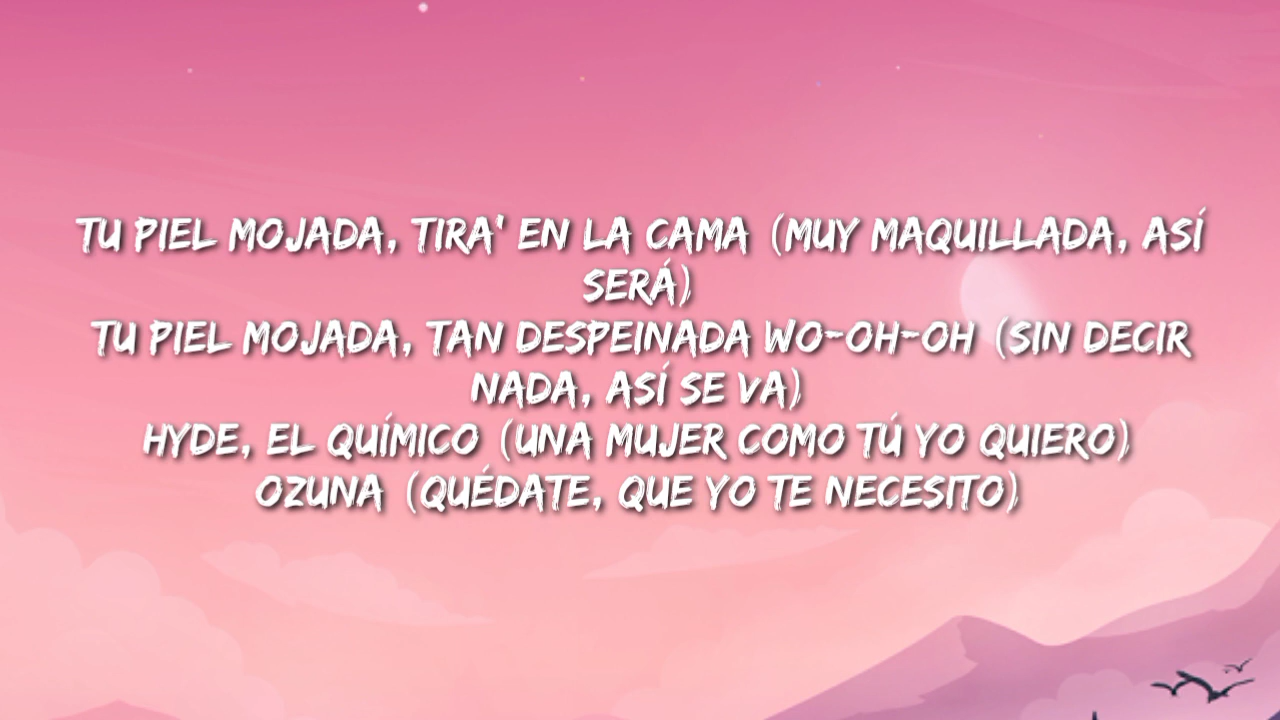 TU PIEL MOJADA, TIRA' EN LA CAMA (MUY MAQUILLADA, ASÍ
SERÁ)
TU PIEL MOJADA, TAN DESPEINADA WO-OH-OH (SIN DECIR
NADA, ASÍ SE VA)
HYDE, EL QUÍMICO (UNA MUJER COMO TÚ YO QUIERO)
OZUNA (QUÉDATE, QUE YO TE NECESITO)